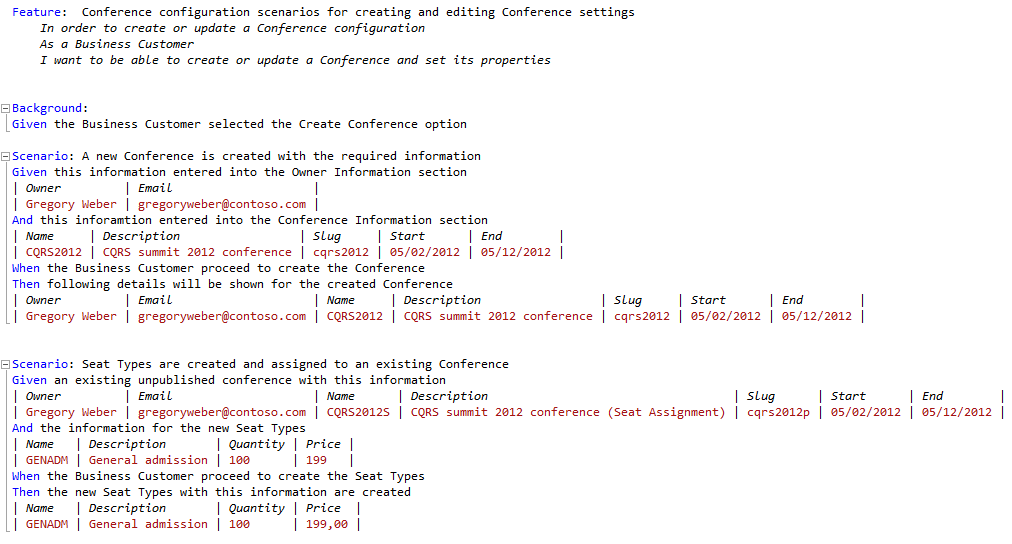 Feature:  Conference configuration scenarios for creating and editing Conference settings
In order to create or update a Conference configuration
As a Business Customer
I want to be able to create or update a Conference and set its properties
Background:
Given the Business Customer selected the Create Conference option
Scenario: A new Conference is created with the required information
Given this information entered into the Owner Information section
| Owner | Email |
| Gregory Weber | gregoryweber@contoso.com |
And this inforamtion entered into the Conference Information section
| Name | Description | Slug | Start | End |
| CQRS2012 | CQRS summit 2012 conference | cqrs2012 | 05/02/2012 | 05/12/2012 |
When the Business Customer proceed to create the Conference
Then following details will be shown for the created Conference
| Owner | Email | Name | Description | Slug | Start | End |
| Gregory Weber | gregoryweber@contoso.com | CQRS2012 | CQRS summit 2012 conference | cqrs2012 | 05/02/2012 | 05/12/2012 |
Scenario: Seat Types are created and assigned to an existing Conference
Given an existing unpublished conference with this information
| Owner | Email | Name | Description | Slug | Start | End |
| Gregory Weber | gregoryweber@contoso.com | CQRS2012S | CQRS summit 2012 conference (Seat Assignment) | cqrs2012p | 05/02/2012 | 05/12/2012 |
And the information for the new Seat Types
| Name | Description | Quantity | Price |
| GENADM | General admission | 100 | 199 |
When the Business Customer proceed to create the Seat Types
Then the new Seat Types with this information are created
| Name | Description | Quantity | Price |
| GENADM | General admission | 100 | 199,00 |